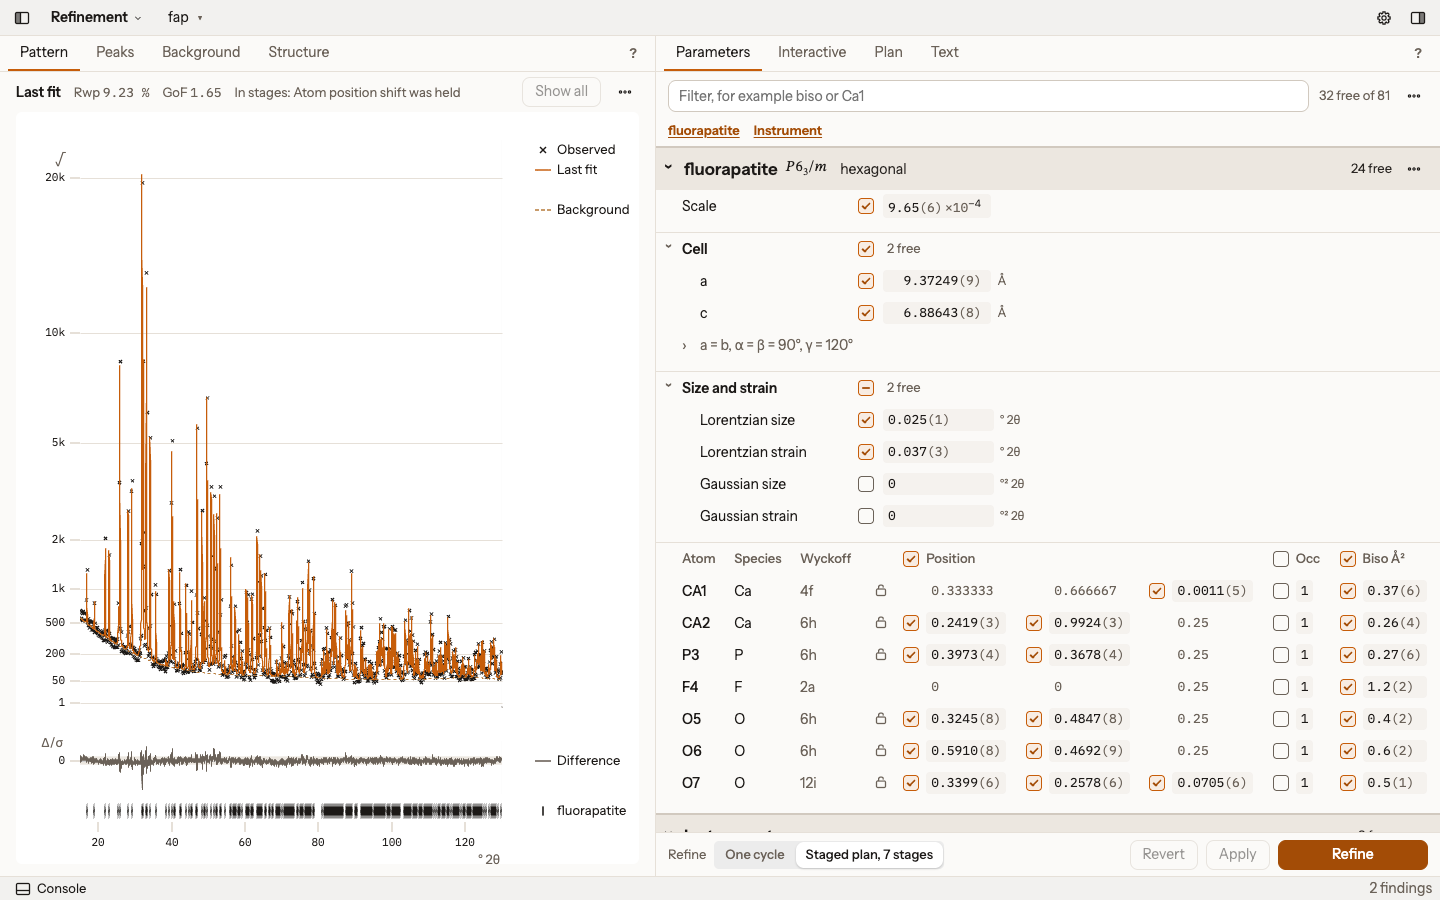 Refinement fap
Pattern Peaks Background Structure ?
Last fit Rwp 9.23 % GoF 1.65 In stages: Atom position shift was held Show all
√
20k
10k
5k
2k
1k
500
200
50
1
Δ/σ
0
20 40 60 80 100 120
° 2θ
Observed
Last fit
Background
Difference
fluorapatite
Parameters Interactive Plan Text ?
Filter, for example biso or Ca1 32 free of 81
fluorapatite Instrument
fluorapatite P6₃/m hexagonal 24 free
Scale 9.65(6) ×10⁻⁴
Cell 2 free
a 9.37249(9) Å
c 6.88643(8) Å
a = b, α = β = 90°, γ = 120°
Size and strain 2 free
Lorentzian size 0.025(1) ° 2θ
Lorentzian strain 0.037(3) ° 2θ
Gaussian size 0 °² 2θ
Gaussian strain 0 °² 2θ
Atom Species Wyckoff Position Occ Biso Å²
CA1 Ca 4f 0.333333 0.666667 0.0011(5) 1 0.37(6)
CA2 Ca 6h 0.2419(3) 0.9924(3) 0.25 1 0.26(4)
P3 P 6h 0.3973(4) 0.3678(4) 0.25 1 0.27(6)
F4 F 2a 0 0 0.25 1 1.2(2)
O5 O 6h 0.3245(8) 0.4847(8) 0.25 1 0.4(2)
O6 O 6h 0.5910(8) 0.4692(9) 0.25 1 0.6(2)
O7 O 12i 0.3399(6) 0.2578(6) 0.0705(6) 1 0.5(1)
Refine One cycle Staged plan, 7 stages Revert Apply Refine
Console 2 findings